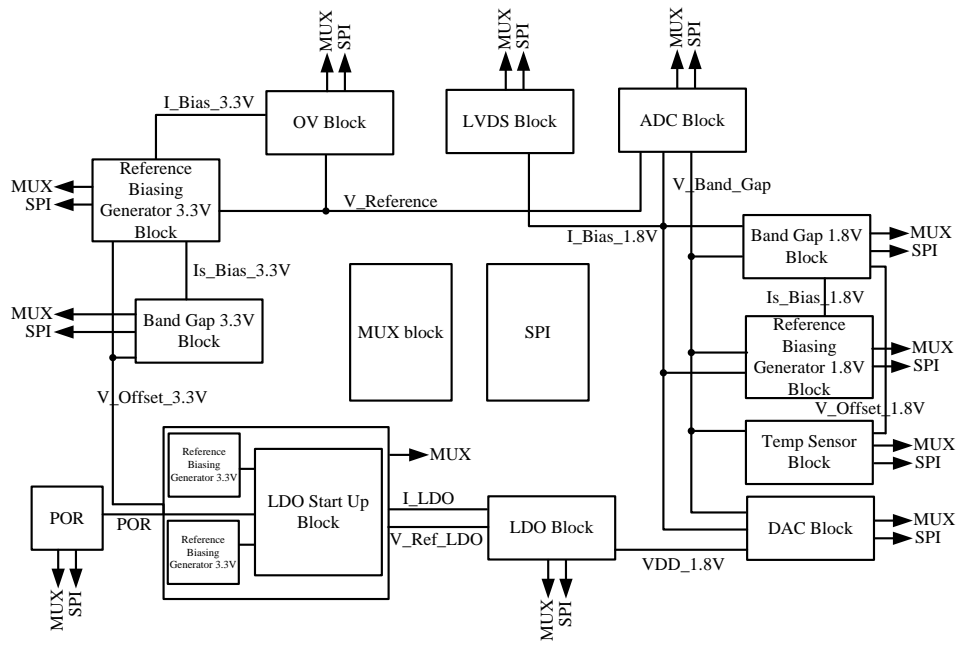 MUX
SPI
MUX
SPI
MUX
SPI
I_Bias_3.3V
OV Block
LVDS Block
ADC Block
Reference
Biasing
Generator 3.3V
Block
MUX
SPI
V_Reference
V_Band_Gap
I_Bias_1.8V
Band Gap 1.8V
Block
MUX
SPI
Is_Bias_3.3V
Is_Bias_1.8V
MUX
SPI
Band Gap 3.3V
Block
MUX block
SPI
Reference
Biasing
Generator 1.8V
Block
MUX
SPI
V_Offset_3.3V
V_Offset_1.8V
Reference
Biasing
Generator 3.3V
LDO Start Up
Block
MUX
Temp Sensor
Block
MUX
SPI
POR
POR
Reference
Biasing
Generator 3.3V
I_LDO
V_Ref_LDO
LDO Block
VDD_1.8V
DAC Block
MUX
SPI
MUX
SPI
MUX
SPI